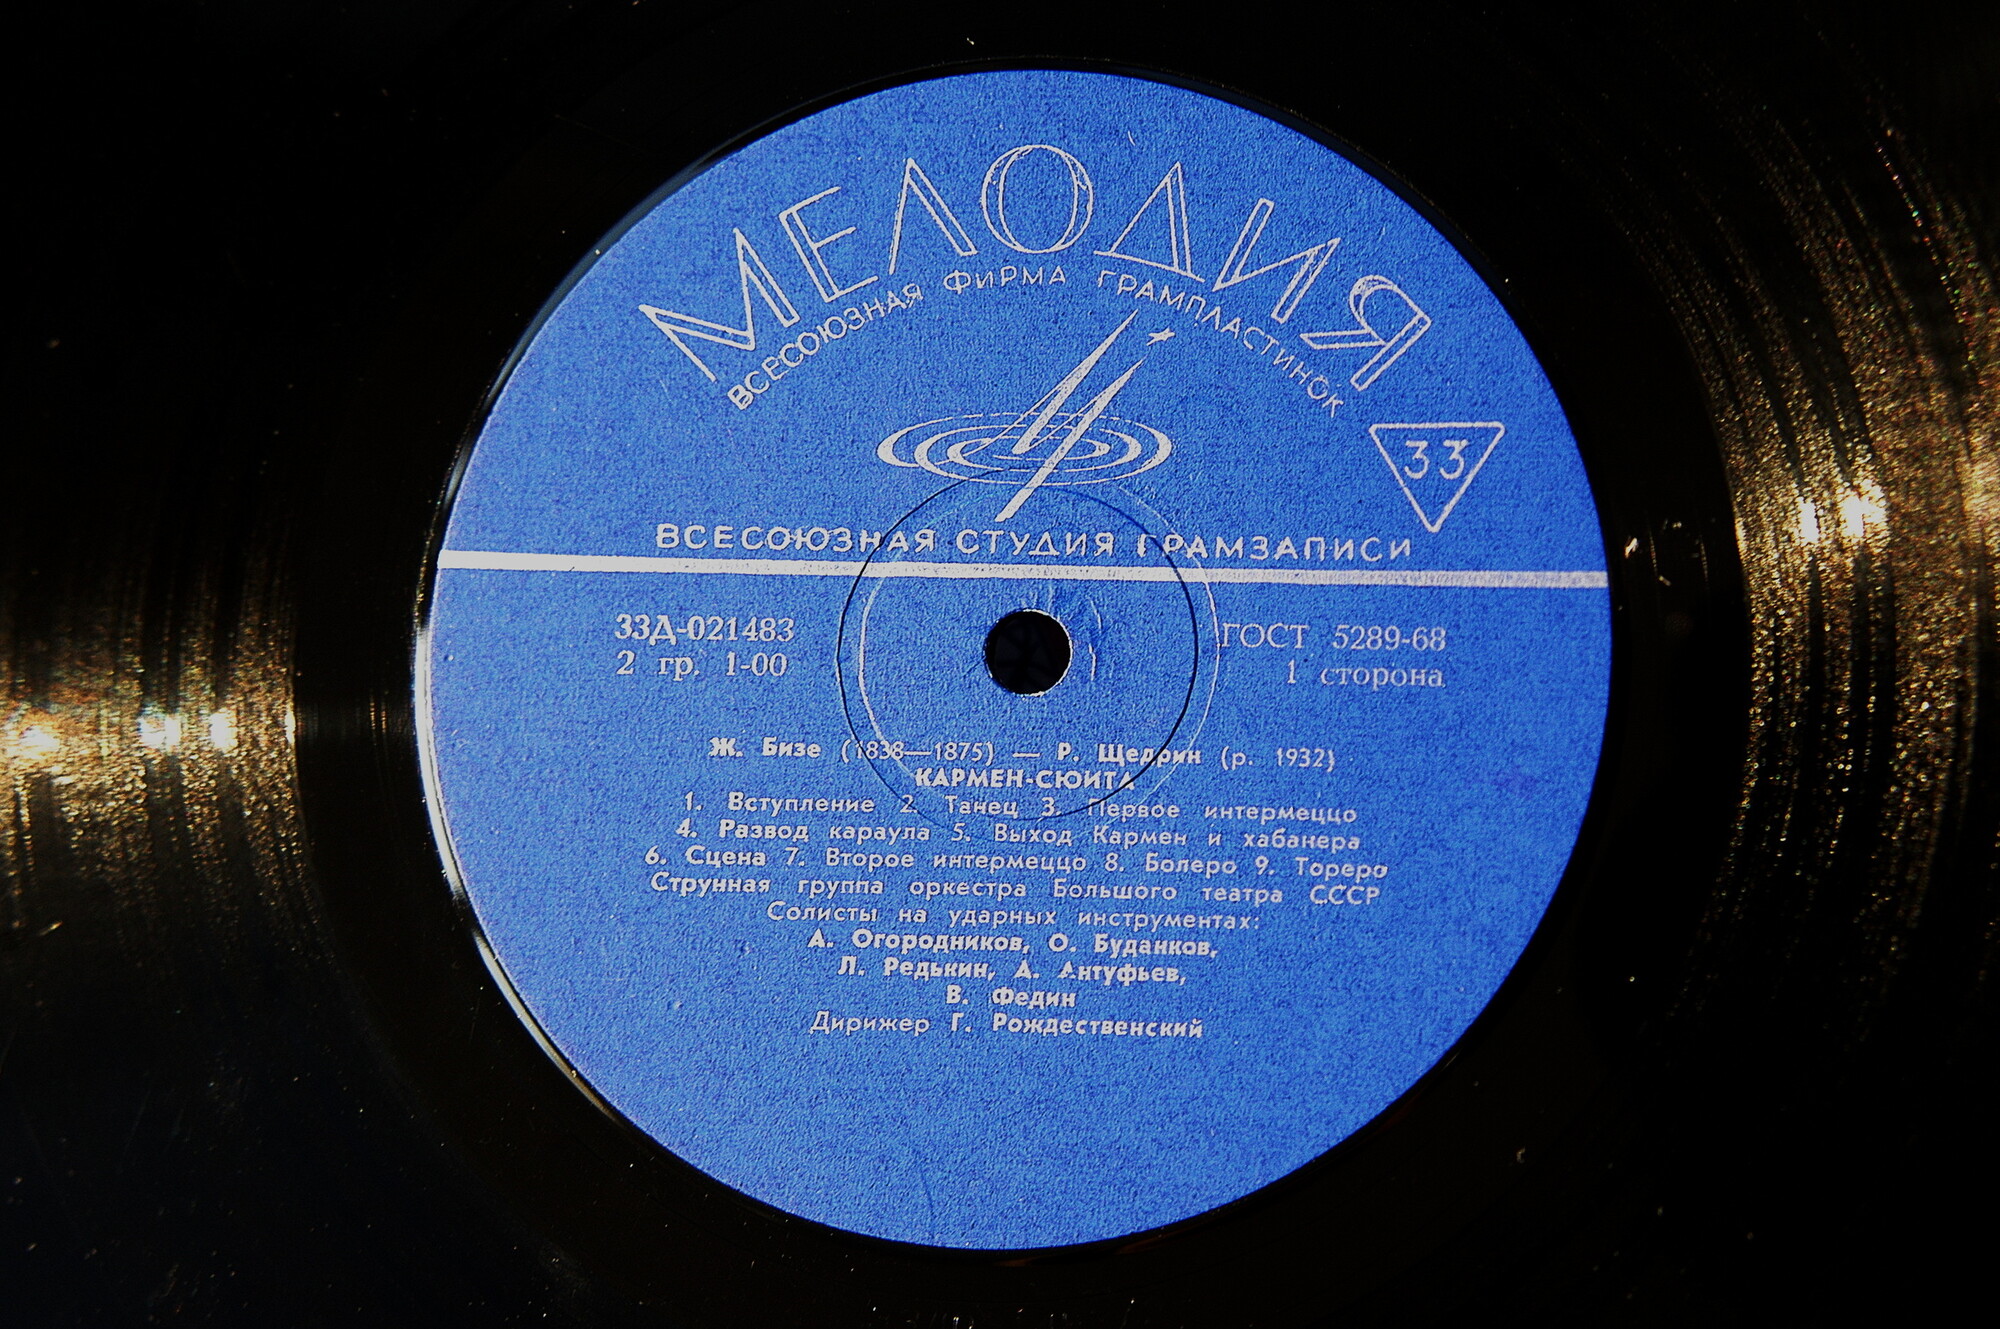 МЕЛОДИЯ
ВСЕСОЮЗНАЯ ФИРМА ГРАМПЛАСТИНОК
33
ВСЕСОЮЗНАЯ СТУДИЯ ГРАМЗАПИСИ
33Д-021483
ГОСТ 5289-68
2 гр. 1-00
1 сторона
Ж. Бизе (1838—1875) — Р. Щедрин (р. 1932)
КАРМЕН-СЮИТА
1. Вступление 2. Танец 3. Первое интермеццо
4. Развод караула 5. Выход Кармен и хабанера
6. Сцена 7. Второе интермеццо 8. Болеро 9. Тореро
Струнная группа оркестра Большого театра СССР
Солисты на ударных инструментах:
А. Огородников, О. Буданков,
Л. Редькин, А. Антуфьев,
В. Федин
Дирижер Г. Рождественский